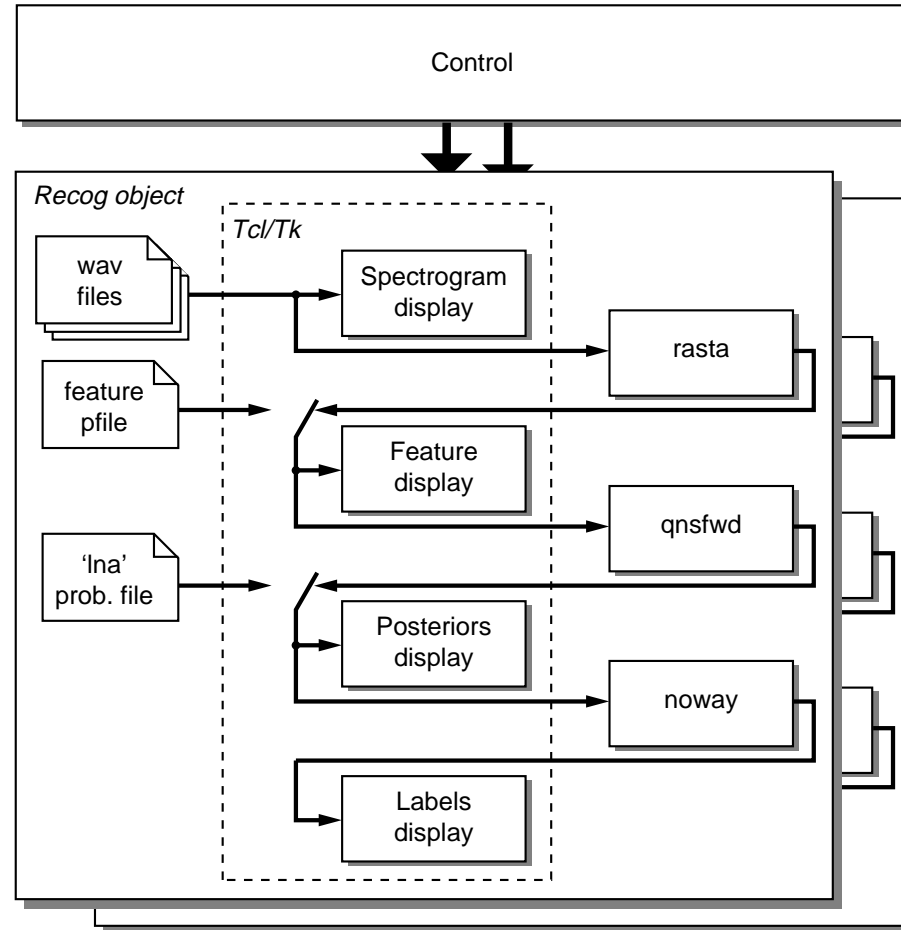 Control
Recog object
Tcl/Tk
wav
files
Spectrogram
display
rasta
feature
pfile
Feature
display
qnsfwd
‘lna’
prob. file
Posteriors
display
noway
Labels
display